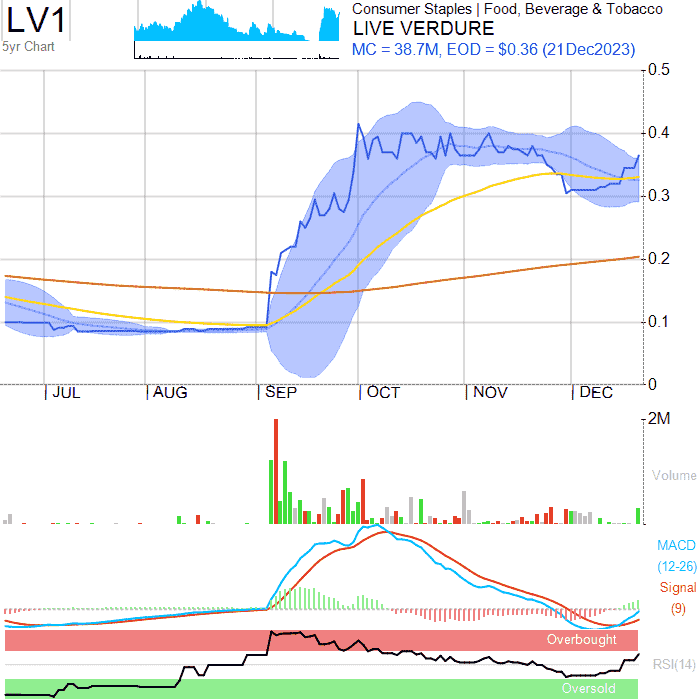 LV1
5yr Chart
Consumer Staples | Food, Beverage & Tobacco
LIVE VERDURE
MC = 38.7M, EOD = $0.36 (21Dec2023)
0.5
0.4
0.3
0.2
0.1
0
JUL AUG SEP OCT NOV DEC
2M
Volume
MACD
(12-26)
Signal
(9)
Overbought
RSI(14)
Oversold